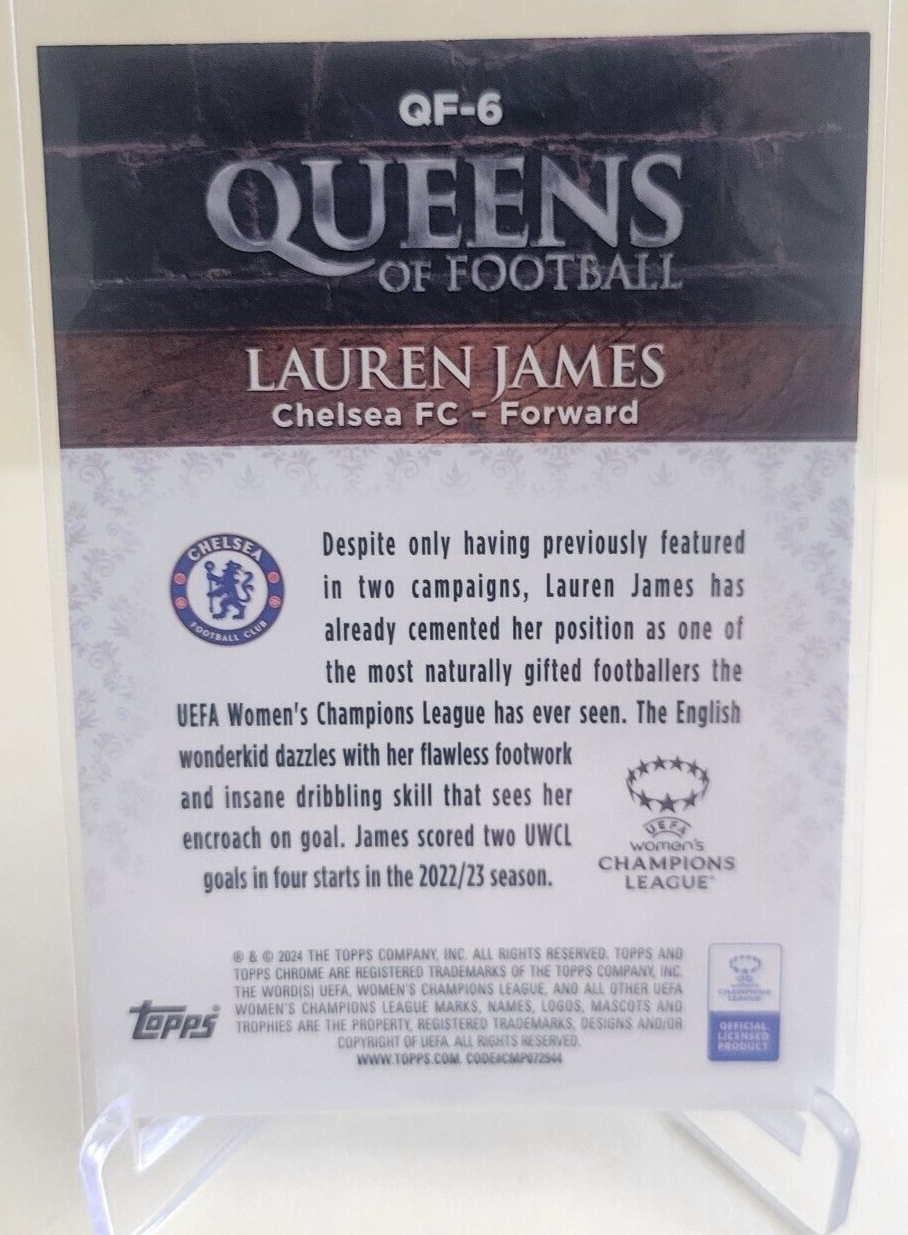 QF-6
QUEENS
OF FOOTBALL
LAUREN JAMES
Chelsea FC - Forward
CHELSEA
FOOTBALL CLUB
Despite only having previously featured
in two campaigns, Lauren James has
already cemented her position as one of
the most naturally gifted footballers the
UEFA Women's Champions League has ever seen. The English
wonderkid dazzles with her flawless footwork
and insane dribbling skill that sees her
encroach on goal. James scored two UWCL
goals in four starts in the 2022/23 season.
UEFA
women's
CHAMPIONS
LEAGUE
® & © 2024 THE TOPPS COMPANY, INC. ALL RIGHTS RESERVED. TOPPS AND
TOPPS CHROME ARE REGISTERED TRADEMARKS OF THE TOPPS COMPANY, INC.
THE WORD(S) UEFA, WOMEN'S CHAMPIONS LEAGUE, AND ALL OTHER UEFA
WOMEN'S CHAMPIONS LEAGUE MARKS, NAMES, LOGOS, MASCOTS AND
TROPHIES ARE THE PROPERTY, REGISTERED TRADEMARKS, DESIGNS AND/OR
COPYRIGHT OF UEFA. ALL RIGHTS RESERVED.
WWW.TOPPS.COM. CODE#CMP072944
topps®
CHAMPIONS
LEAGUE
OFFICIAL
LICENSED
PRODUCT